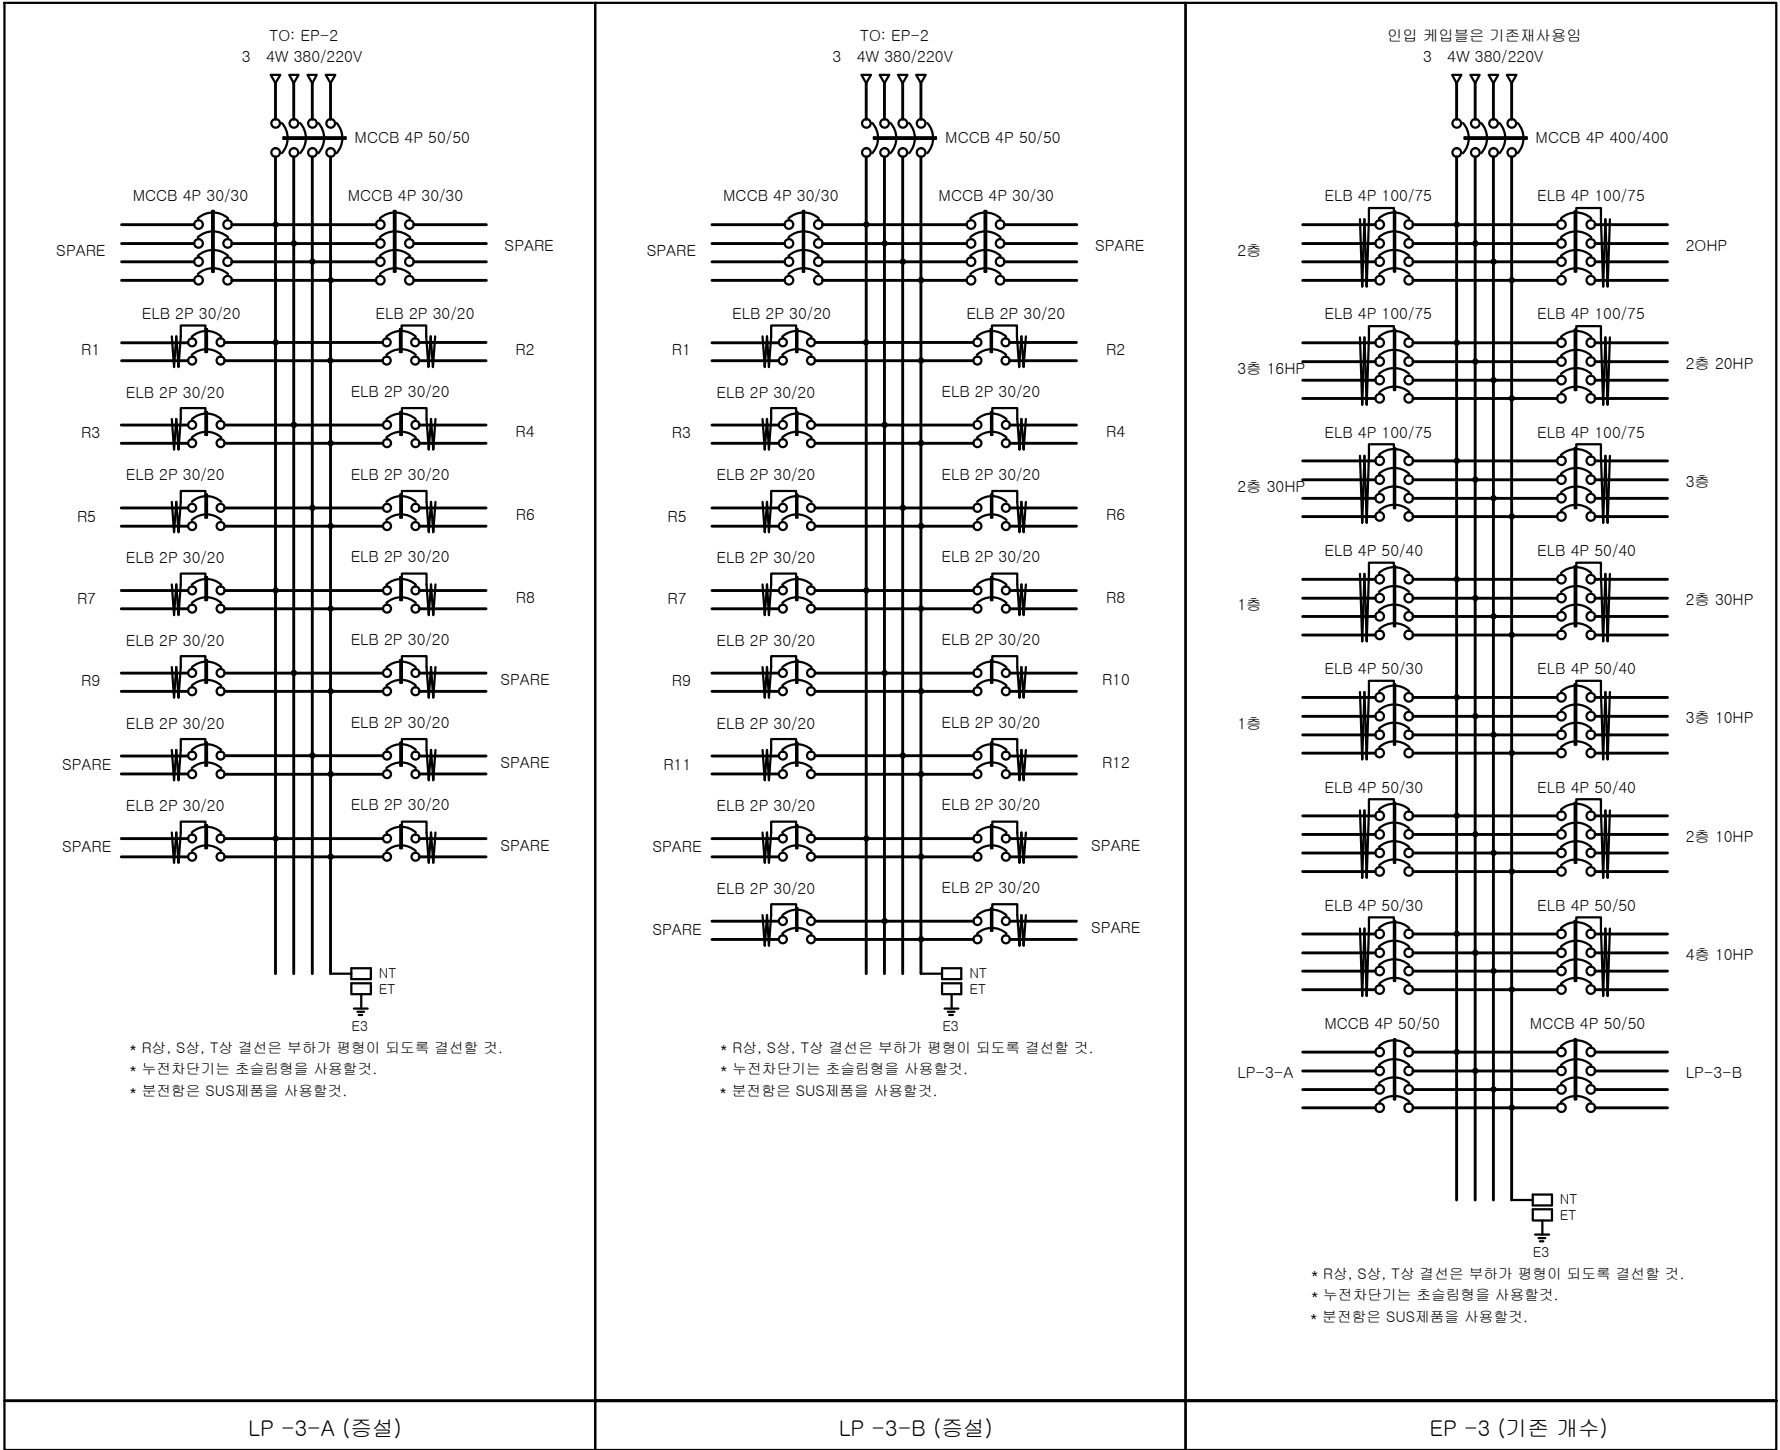 TO: EP-2
3 4W 380/220V
MCCB 4P 50/50
MCCB 4P 30/30 MCCB 4P 30/30
SPARE SPARE
ELB 2P 30/20 ELB 2P 30/20
R1 R2
ELB 2P 30/20 ELB 2P 30/20
R3 R4
ELB 2P 30/20 ELB 2P 30/20
R5 R6
ELB 2P 30/20 ELB 2P 30/20
R7 R8
ELB 2P 30/20 ELB 2P 30/20
R9 SPARE
ELB 2P 30/20 ELB 2P 30/20
SPARE SPARE
ELB 2P 30/20 ELB 2P 30/20
SPARE SPARE
NT
ET
E3
* R상, S상, T상 결선은 부하가 평형이 되도록 결선할 것.
* 누전차단기는 초슬림형을 사용할것.
* 분전함은 SUS제품을 사용할것.
LP -3-A (증설)
TO: EP-2
3 4W 380/220V
MCCB 4P 50/50
MCCB 4P 30/30 MCCB 4P 30/30
SPARE SPARE
ELB 2P 30/20 ELB 2P 30/20
R1 R2
ELB 2P 30/20 ELB 2P 30/20
R3 R4
ELB 2P 30/20 ELB 2P 30/20
R5 R6
ELB 2P 30/20 ELB 2P 30/20
R7 R8
ELB 2P 30/20 ELB 2P 30/20
R9 R10
ELB 2P 30/20 ELB 2P 30/20
R11 R12
ELB 2P 30/20 ELB 2P 30/20
SPARE SPARE
ELB 2P 30/20 ELB 2P 30/20
SPARE SPARE
NT
ET
E3
* R상, S상, T상 결선은 부하가 평형이 되도록 결선할 것.
* 누전차단기는 초슬림형을 사용할것.
* 분전함은 SUS제품을 사용할것.
LP -3-B (증설)
인입 케입블은 기존재사용임
3 4W 380/220V
MCCB 4P 400/400
ELB 4P 100/75 ELB 4P 100/75
2층 20HP
ELB 4P 100/75 ELB 4P 100/75
3층 16HP 2층 20HP
ELB 4P 100/75 ELB 4P 100/75
2층 30HP 3층
ELB 4P 50/40 ELB 4P 50/40
1층 2층 30HP
ELB 4P 50/30 ELB 4P 50/40
1층 3층 10HP
ELB 4P 50/30 ELB 4P 50/40
2층 10HP
ELB 4P 50/30 ELB 4P 50/50
4층 10HP
MCCB 4P 50/50 MCCB 4P 50/50
LP-3-A LP-3-B
NT
ET
E3
* R상, S상, T상 결선은 부하가 평형이 되도록 결선할 것.
* 누전차단기는 초슬림형을 사용할것.
* 분전함은 SUS제품을 사용할것.
EP -3 (기존 개수)